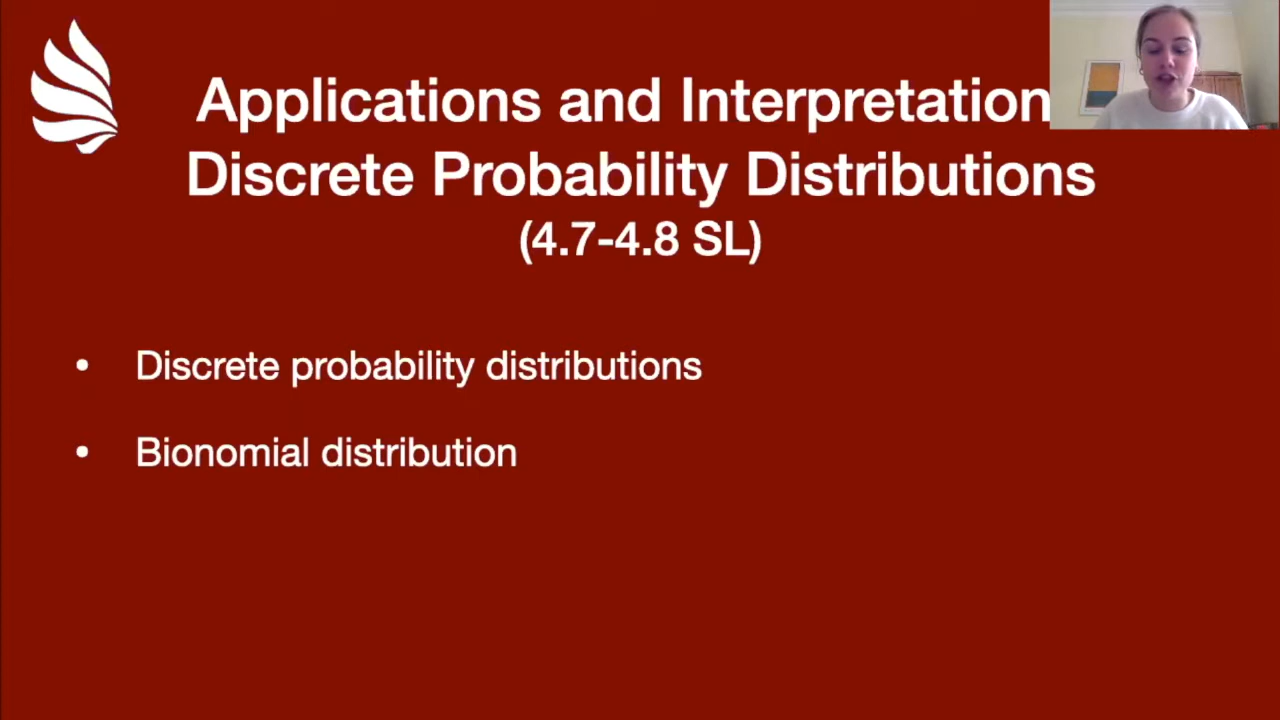 Applications and Interpretation
Discrete Probability Distributions
(4.7-4.8 SL)
• Discrete probability distributions
• Bionomial distribution